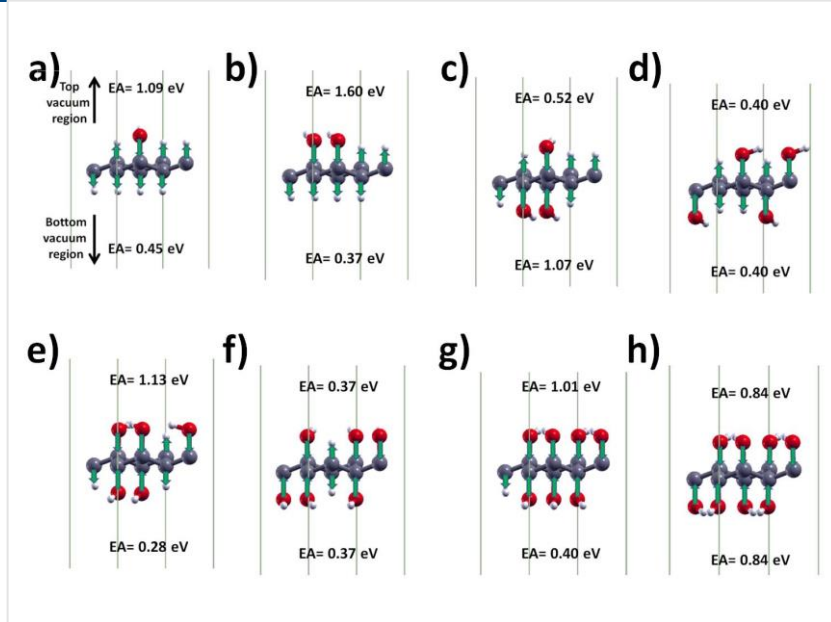 a)
Top
vacuum
region
EA= 1.09 eV
Bottom
vacuum
region
EA= 0.45 eV
b)
EA= 1.60 eV
EA= 0.37 eV
c)
EA= 0.52 eV
EA= 1.07 eV
d)
EA= 0.40 eV
EA= 0.40 eV
e)
EA= 1.13 eV
EA= 0.28 eV
f)
EA= 0.37 eV
EA= 0.37 eV
g)
EA= 1.01 eV
EA= 0.40 eV
h)
EA= 0.84 eV
EA= 0.84 eV